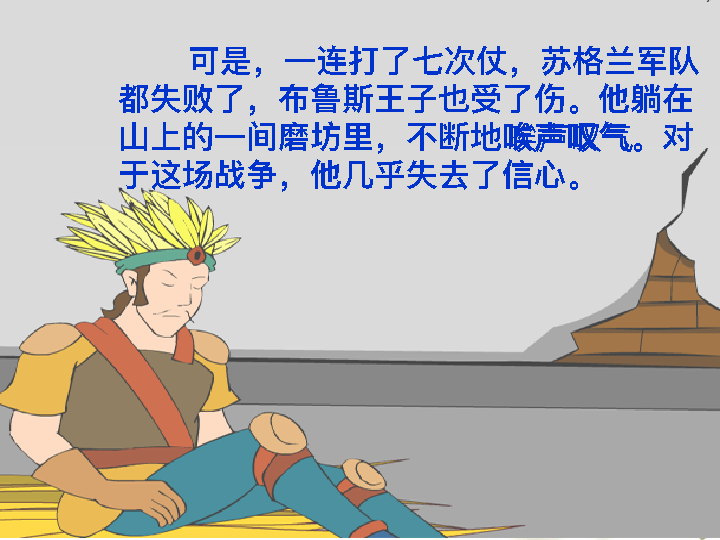 可是，一连打了七次仗，苏格兰军队
都失败了，布鲁斯王子也受了伤。他躺在
山上的一间磨坊里，不断地唉声叹气。对
于这场战争，他几乎失去了信心。